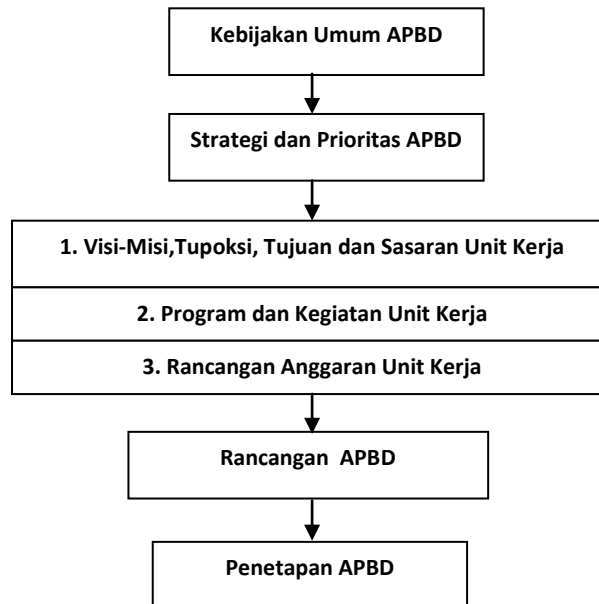 Kebijakan Umum APBD
Strategi dan Prioritas APBD
1. Visi-Misi,Tupoksi, Tujuan dan Sasaran Unit Kerja
2. Program dan Kegiatan Unit Kerja
3. Rancangan Anggaran Unit Kerja
Rancangan APBD
Penetapan APBD